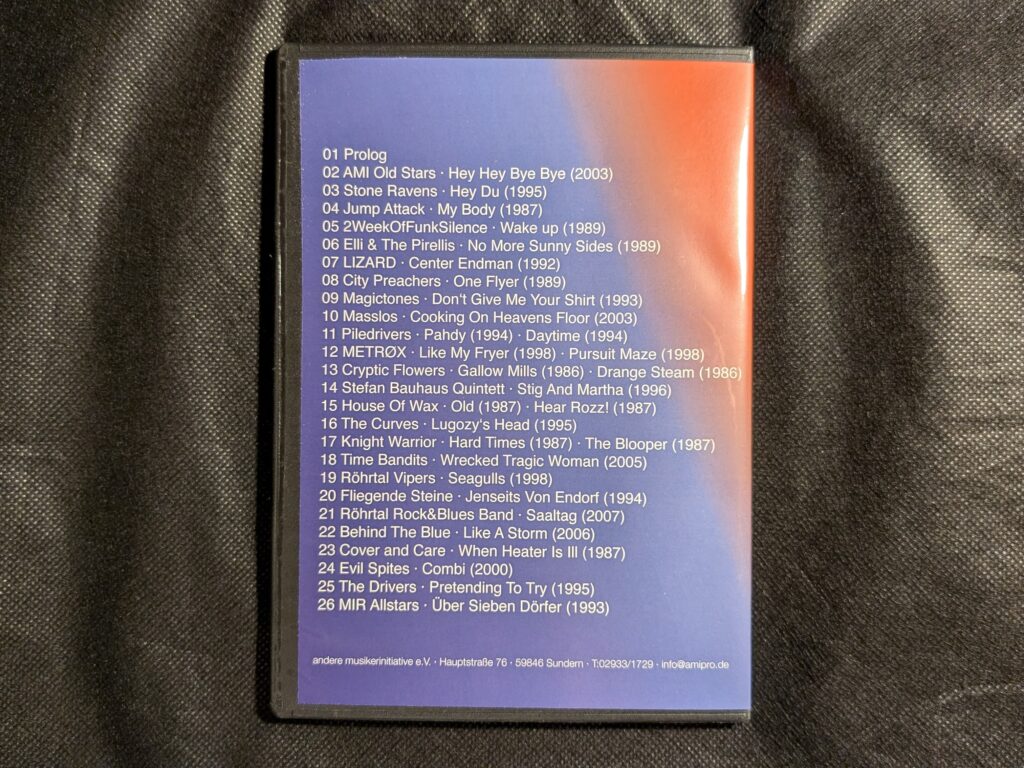 01 Prolog
02 AMI Old Stars · Hey Hey Bye Bye (2003)
03 Stone Ravens · Hey Du (1995)
04 Jump Attack · My Body (1987)
05 2WeekOfFunkSilence · Wake up (1989)
06 Elli & The Pirellis · No More Sunny Sides (1989)
07 LIZARD · Center Endman (1992)
08 City Preachers · One Flyer (1989)
09 Magictones · Don't Give Me Your Shirt (1993)
10 Masslos · Cooking On Heavens Floor (2003)
11 Piledrivers · Pahdy (1994) · Daytime (1994)
12 METRØX · Like My Fryer (1998) · Pursuit Maze (1998)
13 Cryptic Flowers · Gallow Mills (1986) · Drange Steam (1986)
14 Stefan Bauhaus Quintett · Stig And Martha (1996)
15 House Of Wax · Old (1987) · Hear Rozz! (1987)
16 The Curves · Lugozy's Head (1995)
17 Knight Warrior · Hard Times (1987) · The Blooper (1987)
18 Time Bandits · Wrecked Tragic Woman (2005)
19 Röhrtal Vipers · Seagulls (1998)
20 Fliegende Steine · Jenseits Von Endorf (1994)
21 Röhrtal Rock&Blues Band · Saaltag (2007)
22 Behind The Blue · Like A Storm (2006)
23 Cover and Care · When Heater Is Ill (1987)
24 Evil Spites · Combi (2000)
25 The Drivers · Pretending To Try (1995)
26 MIR Allstars · Über Sieben Dörfer (1993)
andere musikerinitiative e.V. · Hauptstraße 76 · 59846 Sundern · T:02933/1729 · info@amipro.de